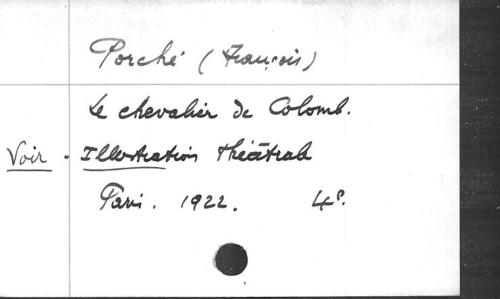 Porché (François)
Le chevalier de Colomb.
Voir. Illustration théâtrale
Paris. 1922. 4°.